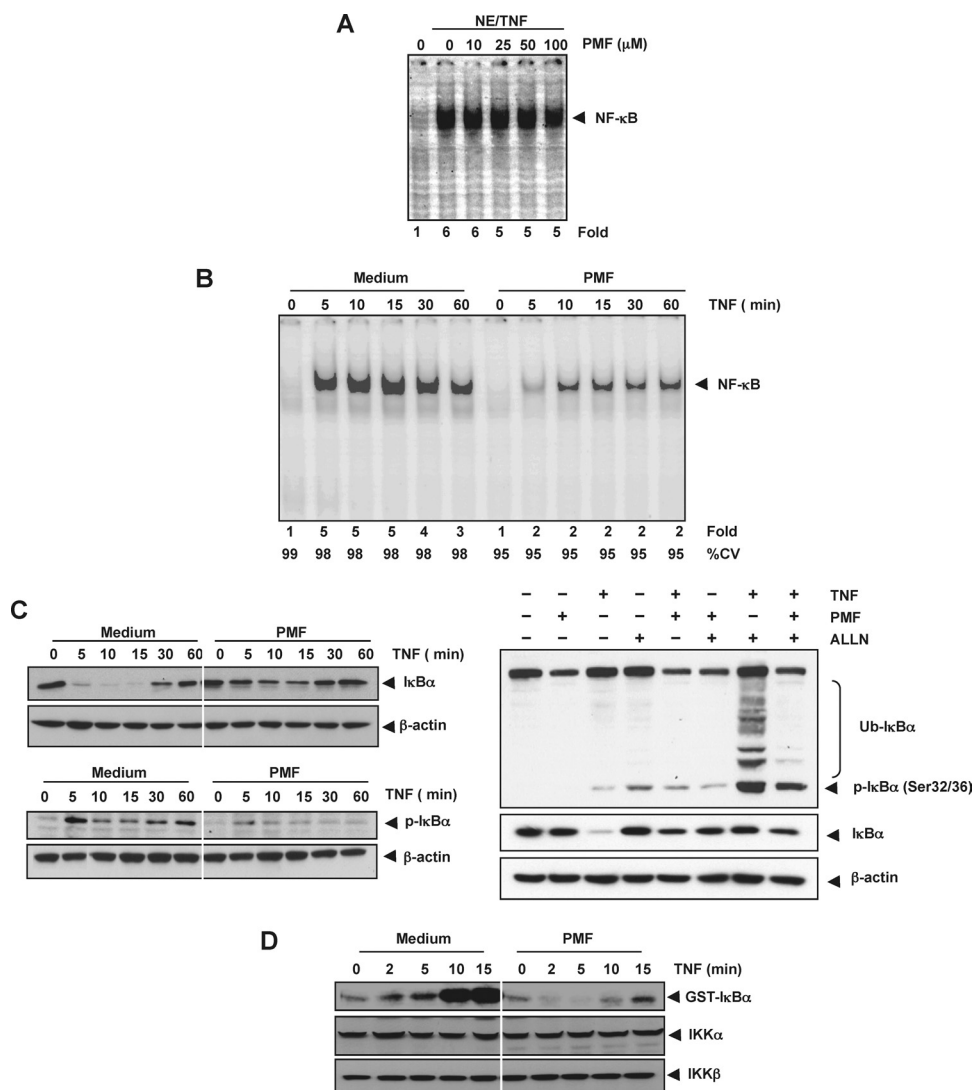 A
NE/TNF
0 0 10 25 50 100 PMF (μM)
NF-κB
1 6 6 5 5 5 Fold
B
Medium PMF
0 5 10 15 30 60 0 5 10 15 30 60 TNF ( min)
NF-κB
1 5 5 5 4 3 1 2 2 2 2 2 Fold
99 98 98 98 98 98 95 95 95 95 95 95 %CV
C
Medium PMF
0 5 10 15 30 60 0 5 10 15 30 60 TNF ( min)
IκBα
β-actin
Medium PMF
0 5 10 15 30 60 0 5 10 15 30 60 TNF ( min)
p-IκBα
β-actin
– – + – + – + + TNF
– + – – + + – + PMF
– – – + – + + + ALLN
Ub-IκBα
p-IκBα (Ser32/36)
IκBα
β-actin
D
Medium PMF
0 2 5 10 15 0 2 5 10 15 TNF (min)
GST-IκBα
IKKα
IKKβ